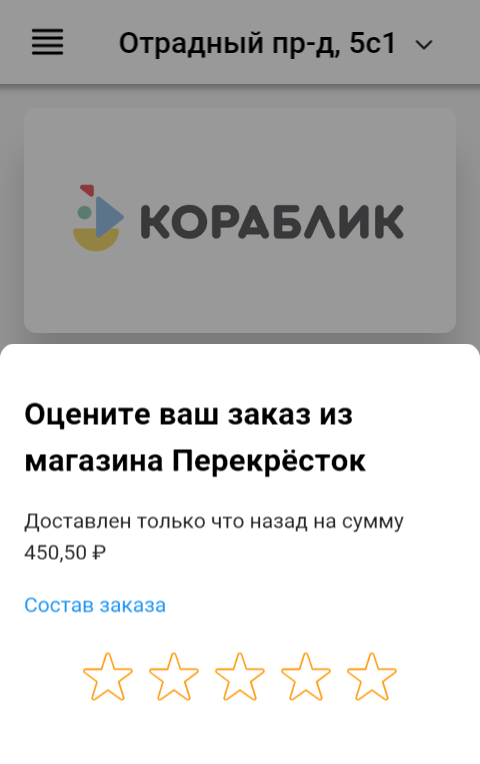 Отрадный пр-д, 5с1
КОРАБЛИК
Оцените ваш заказ из
магазина Перекрёсток
Доставлен только что назад на сумму
450,50 ₽
Состав заказа